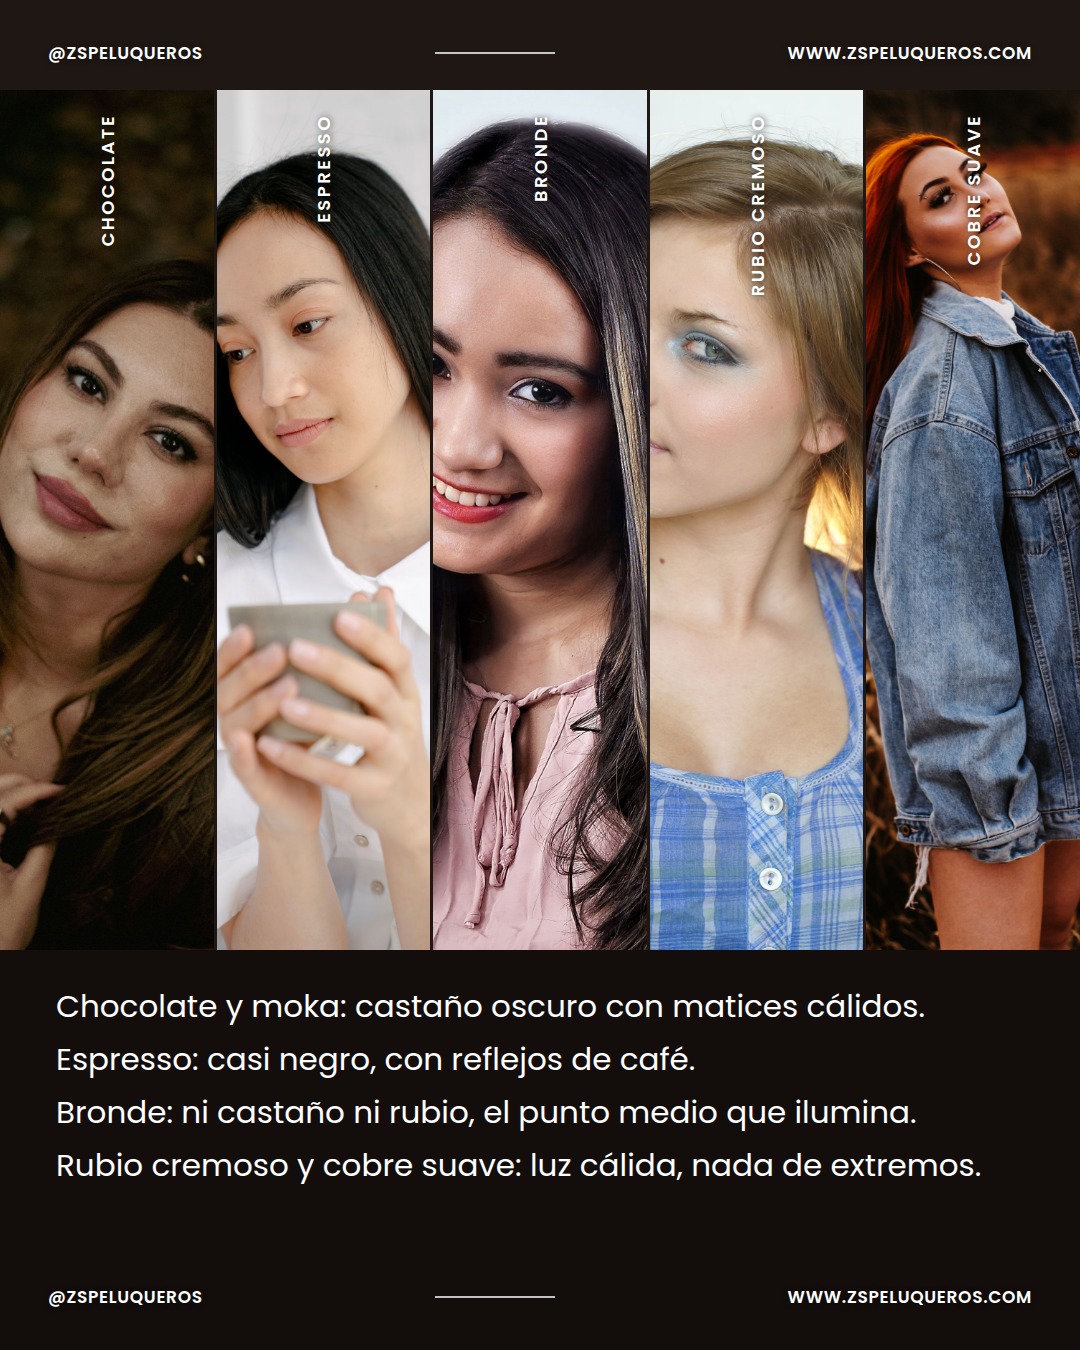 @ZSPELUQUEROS
WWW.ZSPELUQUEROS.COM
CHOCOLATE
ESPRESSO
BRONDE
RUBIO CREMOSO
COBRE SUAVE
Chocolate y moka: castaño oscuro con matices cálidos.
Espresso: casi negro, con reflejos de café.
Bronde: ni castaño ni rubio, el punto medio que ilumina.
Rubio cremoso y cobre suave: luz cálida, nada de extremos.
@ZSPELUQUEROS
WWW.ZSPELUQUEROS.COM